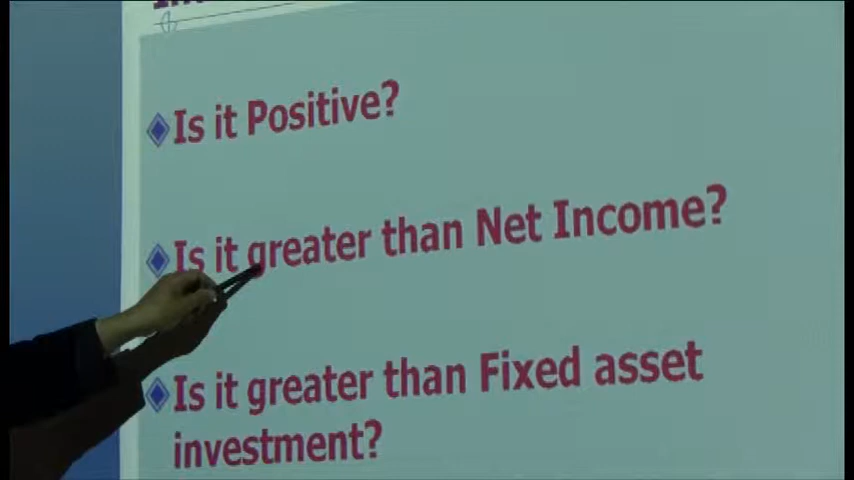 Is it Positive?
Is it greater than Net Income?
Is it greater than Fixed asset
investment?